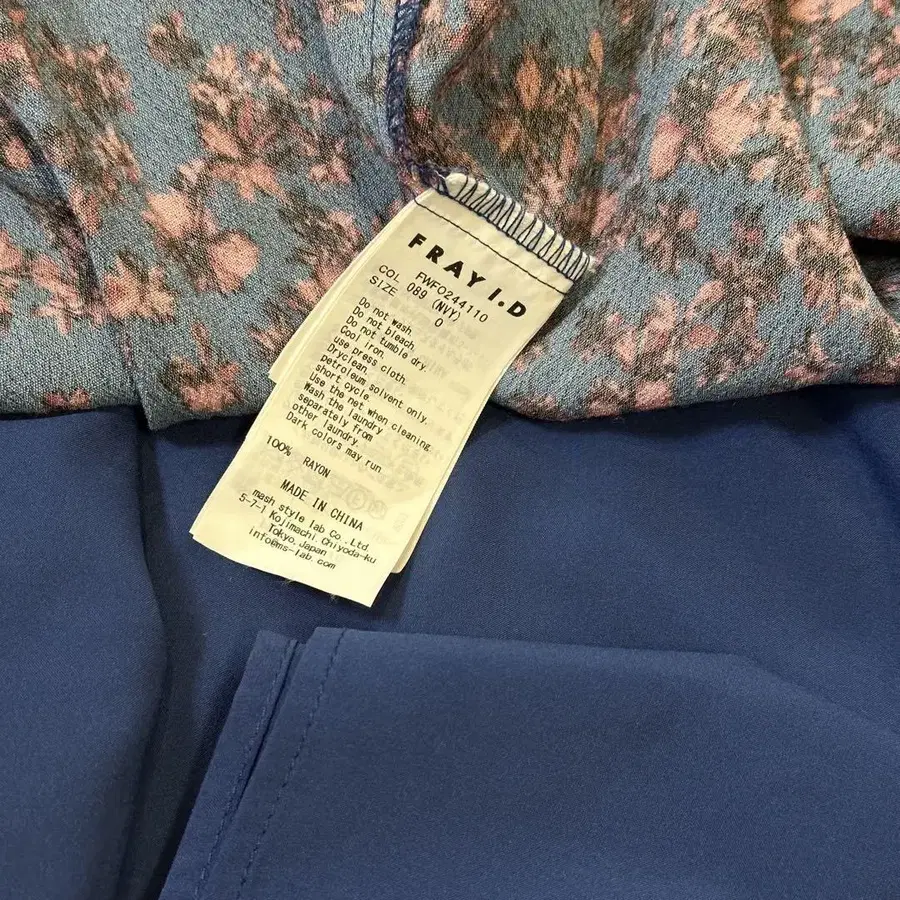 FRAY I.D
FWFO244110
COL 089 (NVY)
SIZE 0
Do not wash.
Do not bleach.
Do not tumble dry.
Cool iron.
use press cloth.
Dryclean.
petroleum solvent only.
short cycle.
Use the net when cleaning.
Wash the laundry
separately from
other laundry.
Dark colors may run.
100% RAYON
MADE IN CHINA
mash style lab Co.,Ltd.
5-7-1 Kojimachi,Chiyoda-ku
Tokyo,Japan
info@ms-lab.com